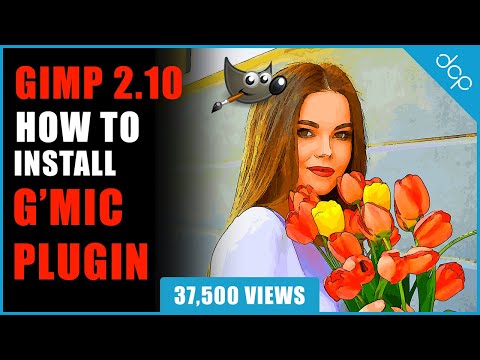 GIMP 2.10
HOW TO
INSTALL
G'MIC
PLUGIN
dcp
37,500 VIEWS